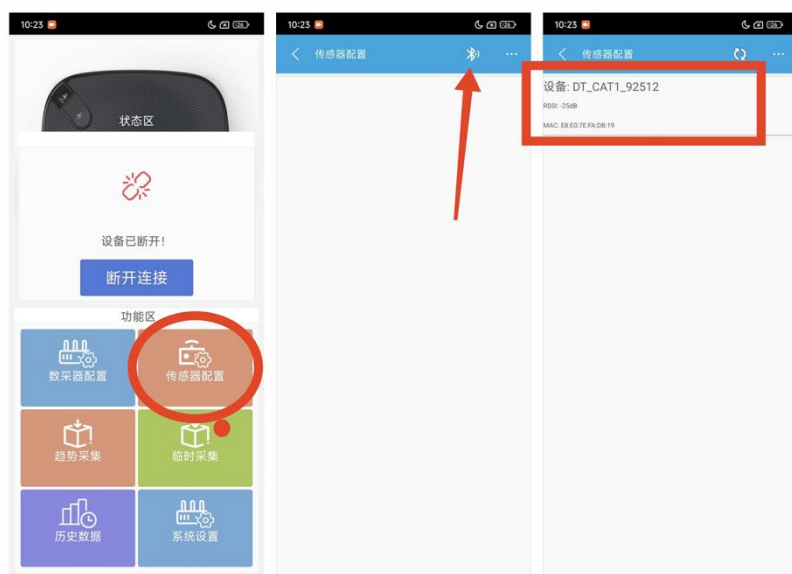 10:23
状态区
设备已断开!
断开连接
功能区
数采器配置
传感器配置
趋势采集
临时采集
历史数据
系统设置
10:23
传感器配置
10:23
传感器配置
设备: DT_CAT1_92512
RSSI: -25dB
MAC: E8:ED:7E:FA:DB:19